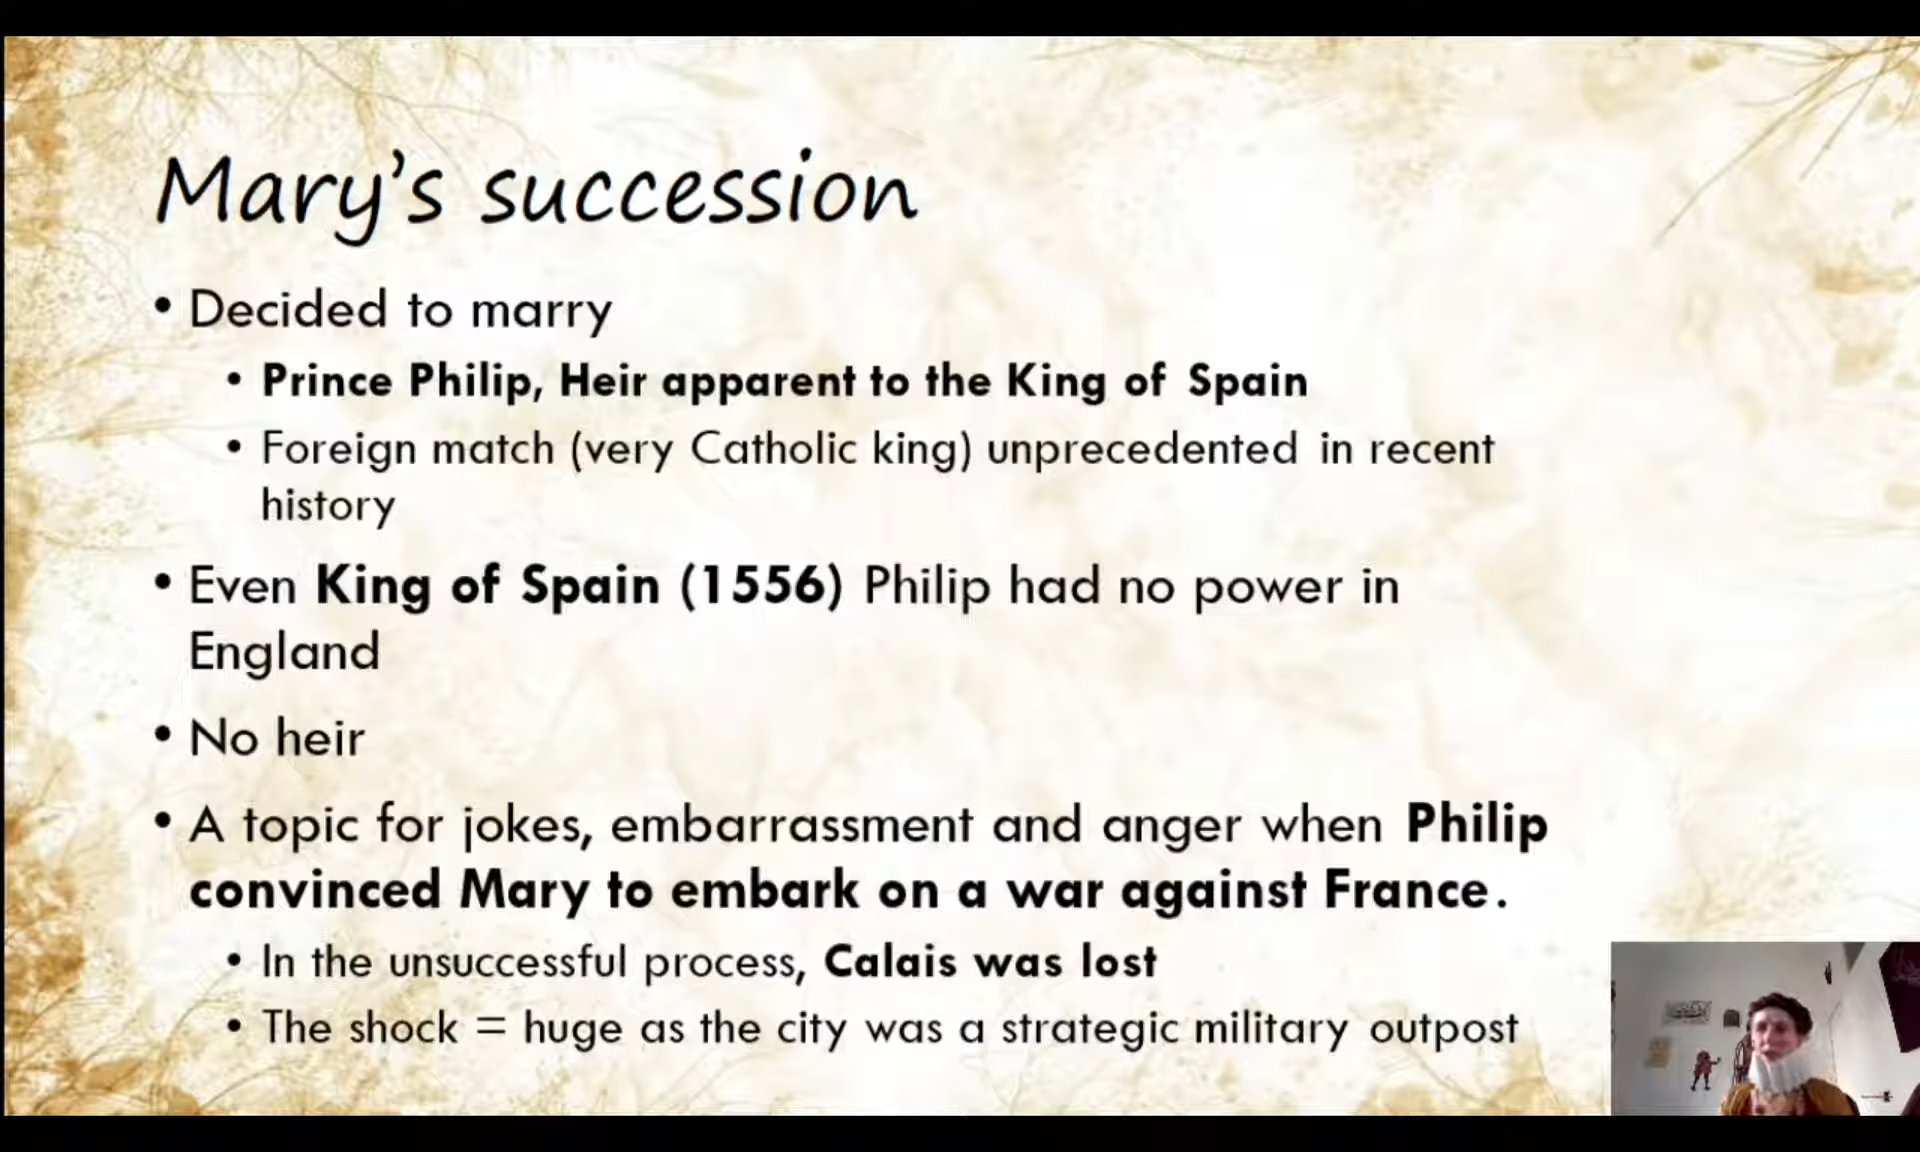 Mary's succession
• Decided to marry
• Prince Philip, Heir apparent to the King of Spain
• Foreign match (very Catholic king) unprecedented in recent
history
• Even King of Spain (1556) Philip had no power in
England
• No heir
• A topic for jokes, embarrassment and anger when Philip
convinced Mary to embark on a war against France.
• In the unsuccessful process, Calais was lost
• The shock = huge as the city was a strategic military outpost